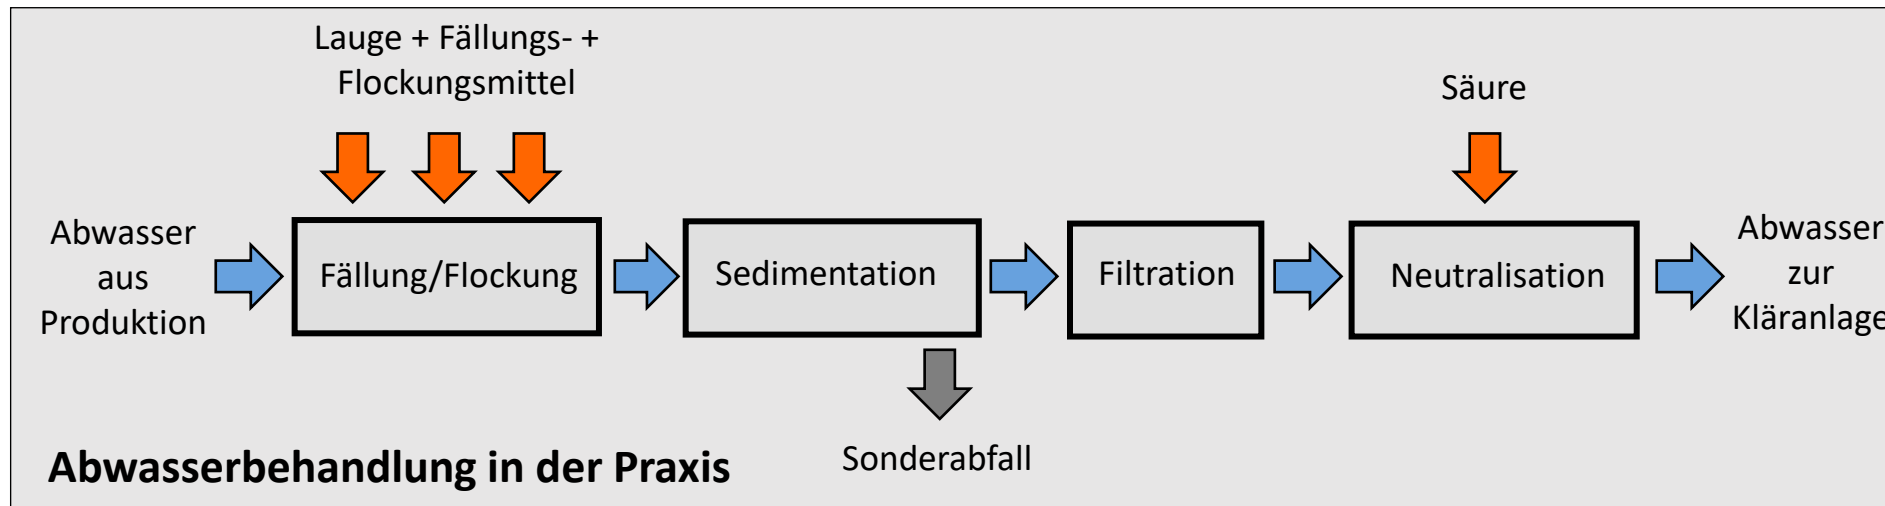 Lauge + Fällungs- +
Flockungsmittel
Säure
Abwasser
aus
Produktion
Fällung/Flockung
Sedimentation
Filtration
Neutralisation
Abwasser
zur
Kläranlage
Sonderabfall
Abwasserbehandlung in der Praxis